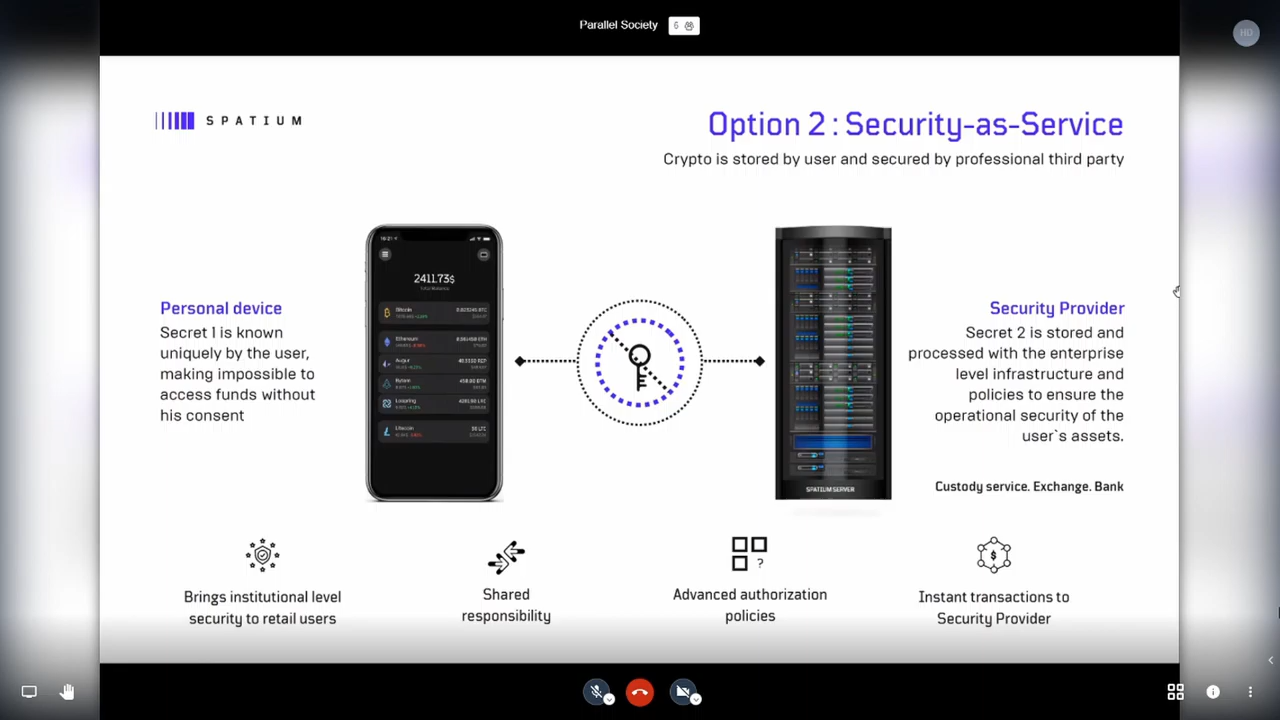 Parallel Society 6
HD
SPATIUM
Option 2 : Security-as-Service
Crypto is stored by user and secured by professional third party
Personal device
Secret 1 is known
uniquely by the user,
making impossible to
access funds without
his consent
16:21
2411.73$
Bitcoin
Ethereum
Augur
Litecoin
SPATIUM SERVER
Security Provider
Secret 2 is stored and
processed with the enterprise
level infrastructure and
policies to ensure the
operational security of the
user`s assets.
Custody service. Exchange. Bank
$
?
Brings institutional level
security to retail users
Shared
responsibility
Advanced authorization
policies
Instant transactions to
Security Provider